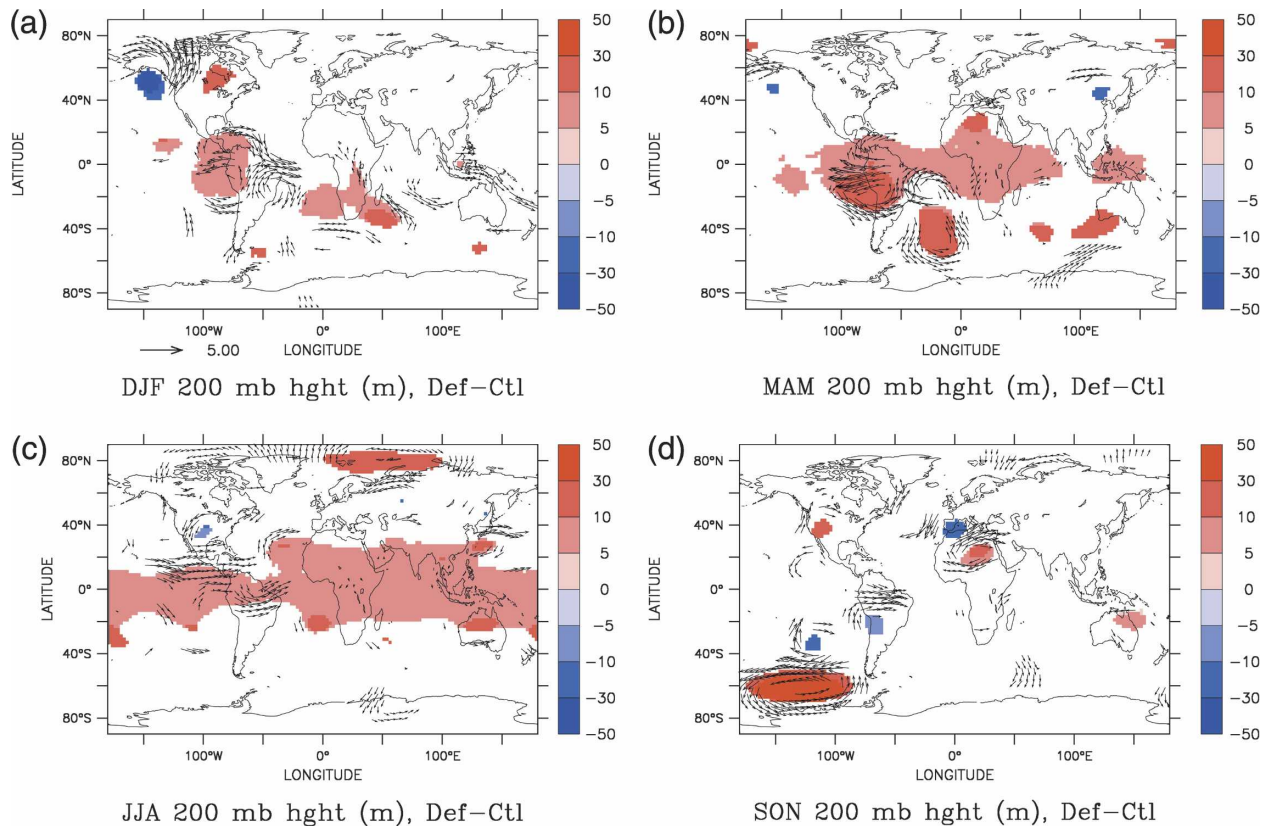 (a)
80°N
40°N
0°
40°S
80°S
LATITUDE
100°W 0° 100°E
5.00 LONGITUDE
50
30
10
5
0
−5
−10
−30
−50
DJF 200 mb hght (m), Def−Ctl
(b)
80°N
40°N
0°
40°S
80°S
LATITUDE
100°W 0° 100°E
LONGITUDE
50
30
10
5
0
−5
−10
−30
−50
MAM 200 mb hght (m), Def−Ctl
(c)
80°N
40°N
0°
40°S
80°S
LATITUDE
100°W 0° 100°E
LONGITUDE
50
30
10
5
0
−5
−10
−30
−50
JJA 200 mb hght (m), Def−Ctl
(d)
80°N
40°N
0°
40°S
80°S
LATITUDE
100°W 0° 100°E
LONGITUDE
50
30
10
5
0
−5
−10
−30
−50
SON 200 mb hght (m), Def−Ctl